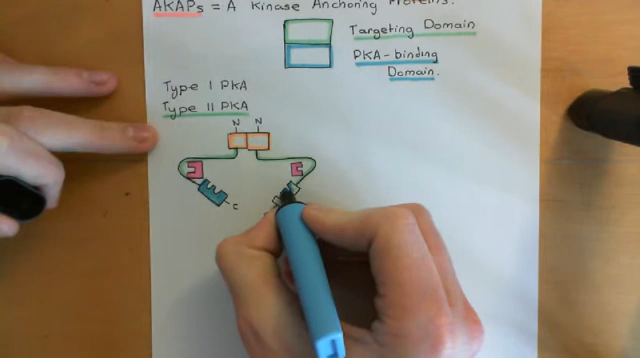 AKAPs = A Kinase Anchoring Proteins.
Targeting Domain
PKA-binding
Domain.
Type I PKA
Type II PKA
N N
C